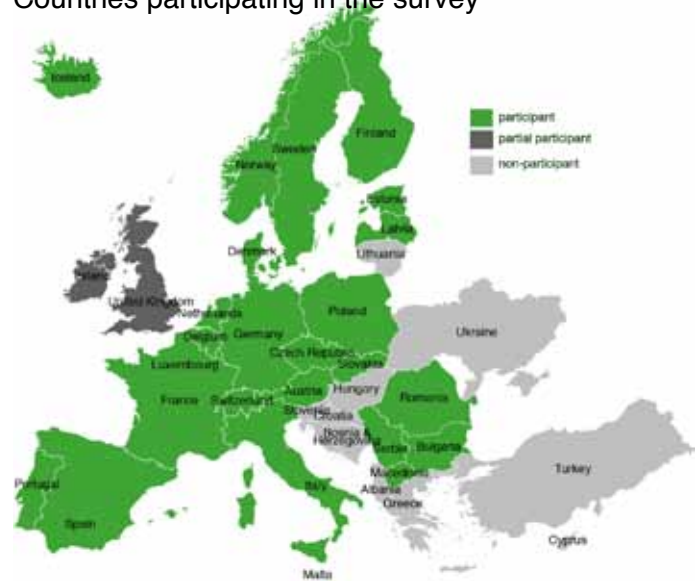 Countries participating in the survey
Iceland
participant
partial participant
non-participant
Finland
Sweden
Norway
Estonia
Latvia
Lithuania
Denmark
Ireland
United Kingdom
Netherlands
Poland
Belgium
Germany
Ukraine
Czech Republic
Slovakia
Luxembourg
Austria
Hungary
France
Switzerland
Romania
Slovenia
Croatia
Bosnia &
Herzegovina
Serbia
Bulgaria
Macedonia
Turkey
Portugal
Italy
Albania
Greece
Spain
Cyprus
Malta